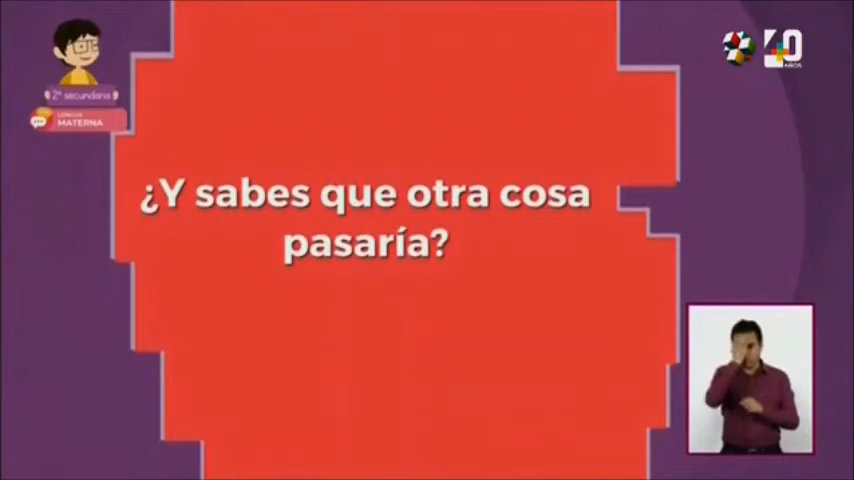 2° secundaria
LENGUA
MATERNA
40
AÑOS
¿Y sabes que otra cosa
pasaría?